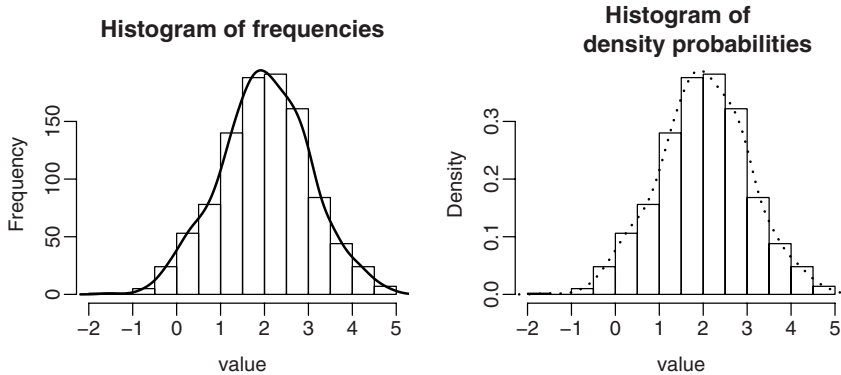 Histogram of frequencies
Frequency
150
100
50
0
−2 −1 0 1 2 3 4 5
value
Histogram of
density probabilities
Density
0.3
0.2
0.1
0.0
−2 −1 0 1 2 3 4 5
value